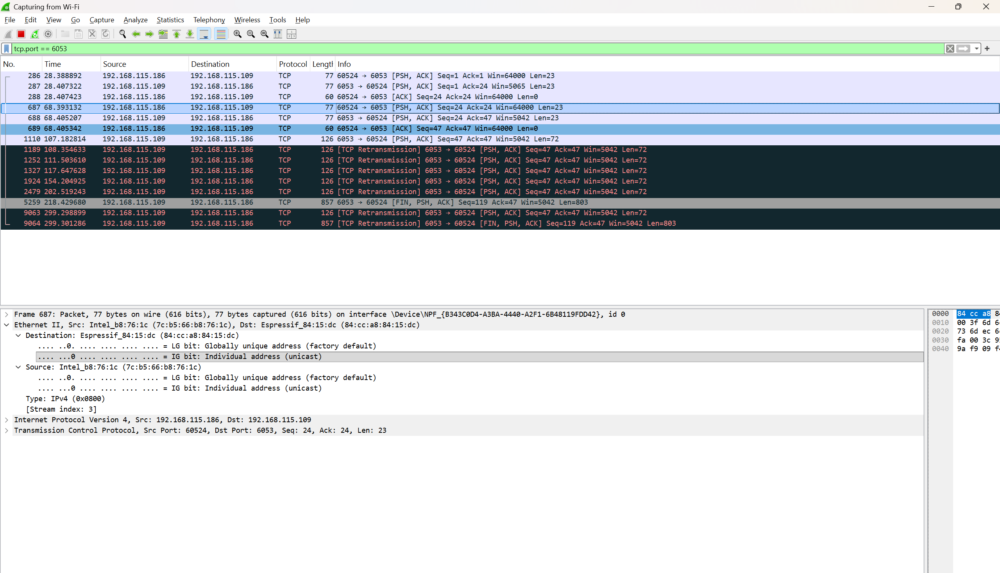 Capturing from Wi-Fi
File Edit View Go Capture Analyze Statistics Telephony Wireless Tools Help
tcp.port == 6053
No. Time Source Destination Protocol Length Info
286 28.388892 192.168.115.186 192.168.115.109 TCP 77 60524 → 6053 [PSH, ACK] Seq=1 Ack=1 Win=64000 Len=23
287 28.407322 192.168.115.109 192.168.115.186 TCP 77 6053 → 60524 [PSH, ACK] Seq=1 Ack=24 Win=5065 Len=23
288 28.407423 192.168.115.186 192.168.115.109 TCP 60 60524 → 6053 [ACK] Seq=24 Ack=24 Win=64000 Len=0
687 68.393132 192.168.115.186 192.168.115.109 TCP 77 60524 → 6053 [PSH, ACK] Seq=24 Ack=24 Win=64000 Len=23
688 68.405207 192.168.115.109 192.168.115.186 TCP 77 6053 → 60524 [PSH, ACK] Seq=24 Ack=47 Win=5042 Len=23
689 68.405342 192.168.115.186 192.168.115.109 TCP 60 60524 → 6053 [ACK] Seq=47 Ack=47 Win=64000 Len=0
1110 107.182814 192.168.115.109 192.168.115.186 TCP 126 6053 → 60524 [PSH, ACK] Seq=47 Ack=47 Win=5042 Len=72
1189 108.354633 192.168.115.109 192.168.115.186 TCP 126 [TCP Retransmission] 6053 → 60524 [PSH, ACK] Seq=47 Ack=47 Win=5042 Len=72
1252 111.503610 192.168.115.109 192.168.115.186 TCP 126 [TCP Retransmission] 6053 → 60524 [PSH, ACK] Seq=47 Ack=47 Win=5042 Len=72
1327 117.647628 192.168.115.109 192.168.115.186 TCP 126 [TCP Retransmission] 6053 → 60524 [PSH, ACK] Seq=47 Ack=47 Win=5042 Len=72
1924 154.204925 192.168.115.109 192.168.115.186 TCP 126 [TCP Retransmission] 6053 → 60524 [PSH, ACK] Seq=47 Ack=47 Win=5042 Len=72
2479 202.519243 192.168.115.109 192.168.115.186 TCP 126 [TCP Retransmission] 6053 → 60524 [PSH, ACK] Seq=47 Ack=47 Win=5042 Len=72
5259 218.429680 192.168.115.109 192.168.115.186 TCP 857 6053 → 60524 [FIN, PSH, ACK] Seq=119 Ack=47 Win=5042 Len=803
9063 299.298899 192.168.115.109 192.168.115.186 TCP 126 [TCP Retransmission] 6053 → 60524 [PSH, ACK] Seq=47 Ack=47 Win=5042 Len=72
9064 299.301286 192.168.115.109 192.168.115.186 TCP 857 [TCP Retransmission] 6053 → 60524 [FIN, PSH, ACK] Seq=119 Ack=47 Win=5042 Len=803
Frame 687: Packet, 77 bytes on wire (616 bits), 77 bytes captured (616 bits) on interface \Device\NPF_{B343C0D4-A3BA-4440-A2F1-6B48119FDD42}, id 0
Ethernet II, Src: Intel_b8:76:1c (7c:b5:66:b8:76:1c), Dst: Espressif_84:15:dc (84:cc:a8:84:15:dc)
Destination: Espressif_84:15:dc (84:cc:a8:84:15:dc)
.... ..0. .... .... .... .... = LG bit: Globally unique address (factory default)
.... ...0 .... .... .... .... = IG bit: Individual address (unicast)
Source: Intel_b8:76:1c (7c:b5:66:b8:76:1c)
.... ..0. .... .... .... .... = LG bit: Globally unique address (factory default)
.... ...0 .... .... .... .... = IG bit: Individual address (unicast)
Type: IPv4 (0x0800)
[Stream index: 3]
Internet Protocol Version 4, Src: 192.168.115.186, Dst: 192.168.115.109
Transmission Control Protocol, Src Port: 60524, Dst Port: 6053, Seq: 24, Ack: 24, Len: 23
0000 84 cc a8
0010 00 3f 6d
0020 73 6d ec
0030 fa 00 3c
0040 9a f9 09